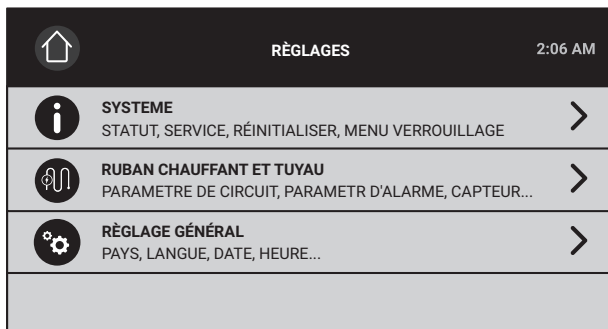 RÈGLAGES
2:06 AM
SYSTEME
STATUT, SERVICE, RÉINITIALISER, MENU VERROUILLAGE
RUBAN CHAUFFANT ET TUYAU
PARAMETRE DE CIRCUIT, PARAMETR D'ALARME, CAPTEUR...
RÈGLAGE GÉNÉRAL
PAYS, LANGUE, DATE, HEURE...